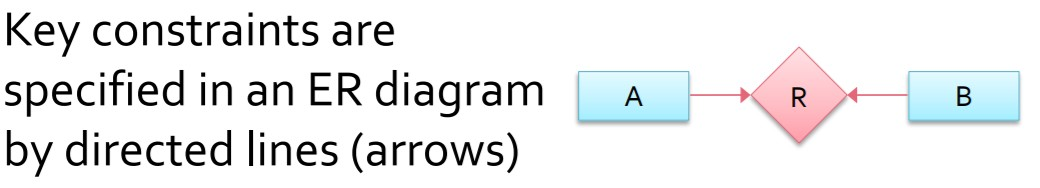 Key constraints are
specified in an ER diagram
by directed lines (arrows)
A R B